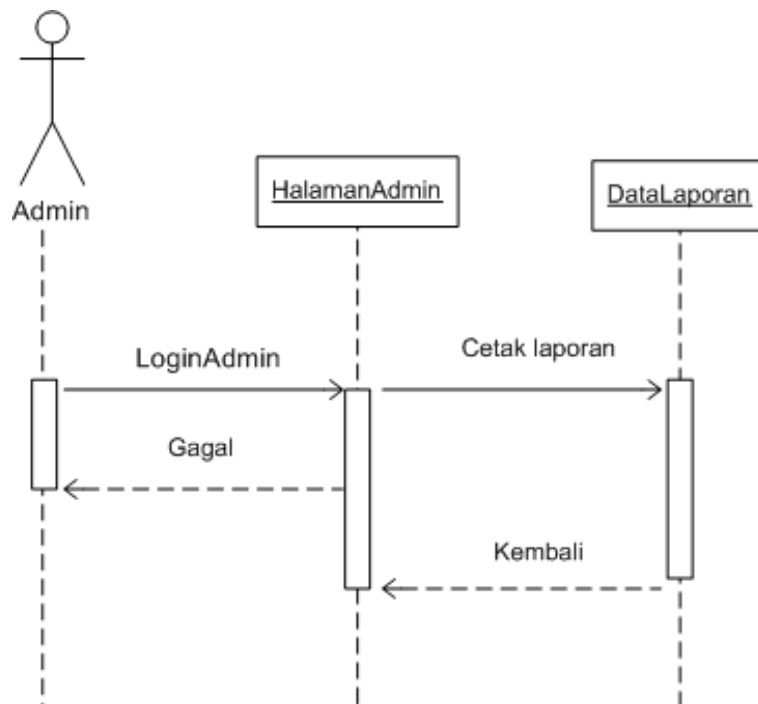 Admin
HalamanAdmin
DataLaporan
LoginAdmin
Cetak laporan
Gagal
Kembali